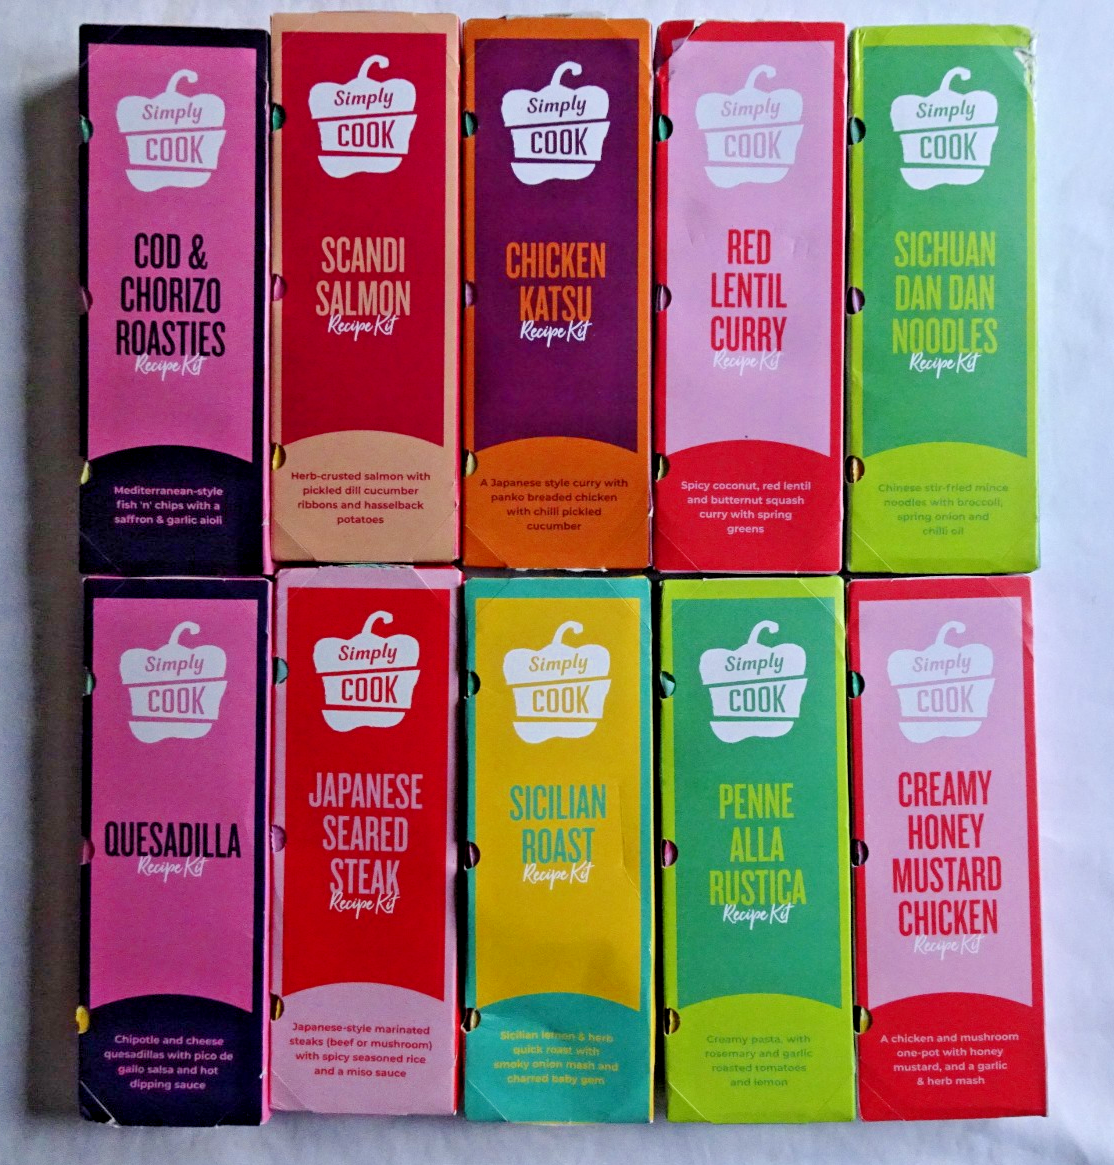 Simply
COOK
COD &
CHORIZO
ROASTIES
Recipe Kit
Mediterranean-style
fish 'n' chips with a
saffron & garlic aioli
Simply
COOK
SCANDI
SALMON
Recipe Kit
Herb-crusted salmon with
pickled dill cucumber
ribbons and hasselback
potatoes
Simply
COOK
CHICKEN
KATSU
Recipe Kit
A Japanese style curry with
panko breaded chicken
with chilli pickled
cucumber
Simply
COOK
RED
LENTIL
CURRY
Recipe Kit
Spicy coconut, red lentil
and butternut squash
curry with spring
greens
Simply
COOK
SICHUAN
DAN DAN
NOODLES
Recipe Kit
Chinese stir-fried mince
noodles with broccoli,
spring onion and
chilli oil
Simply
COOK
QUESADILLA
Recipe Kit
Chipotle and cheese
quesadillas with pico de
gallo salsa and hot
dipping sauce
Simply
COOK
JAPANESE
SEARED
STEAK
Recipe Kit
Japanese-style marinated
steaks (beef or mushroom)
with spicy seasoned rice
and a miso sauce
Simply
COOK
SICILIAN
ROAST
Recipe Kit
Sicilian lemon & herb
quick roast with
smoky onion mash and
charred baby gem
Simply
COOK
PENNE
ALLA
RUSTICA
Recipe Kit
Creamy pasta, with
rosemary and garlic
roasted tomatoes
and lemon
Simply
COOK
CREAMY
HONEY
MUSTARD
CHICKEN
Recipe Kit
A chicken and mushroom
one-pot with honey
mustard, and a garlic
& herb mash